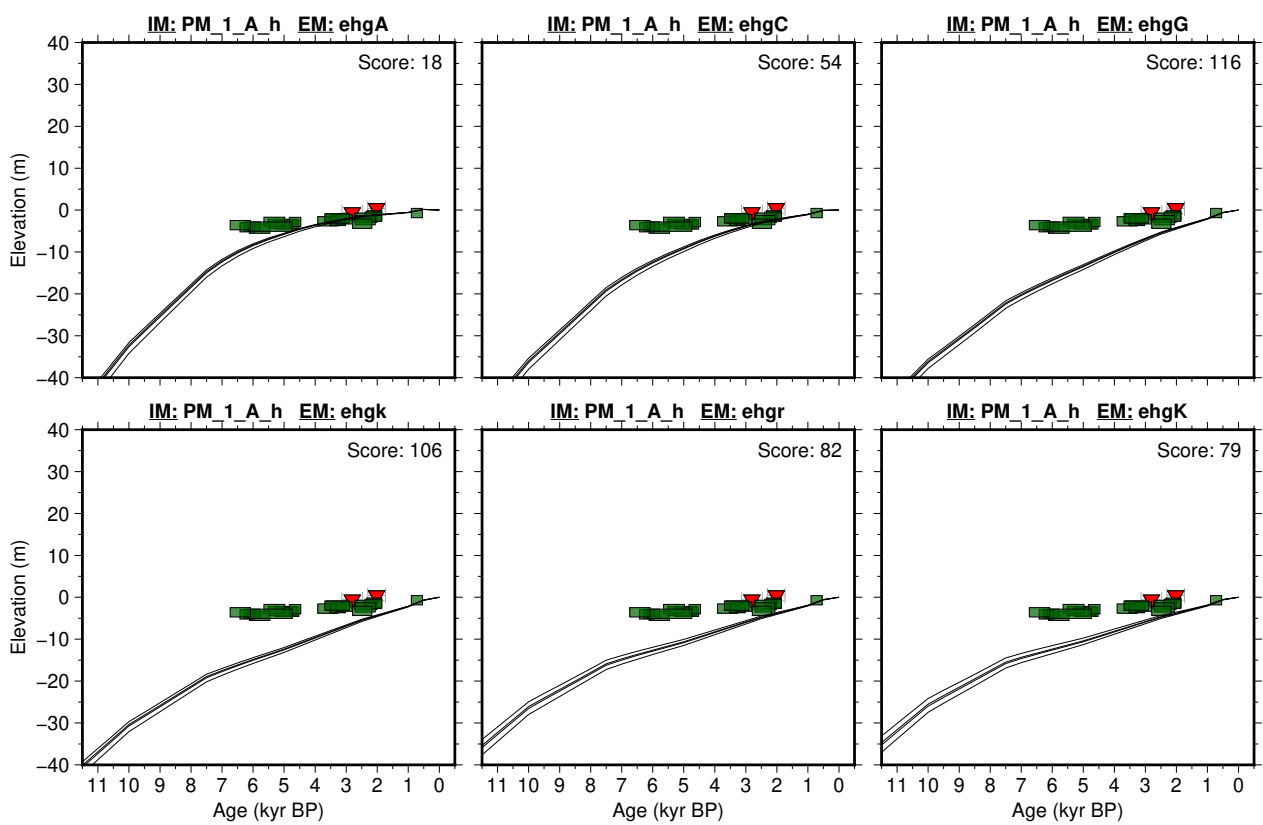 IM: PM_1_A_h EM: ehgA
IM: PM_1_A_h EM: ehgC
IM: PM_1_A_h EM: ehgG
40
30
20
10
0
−10
−20
−30
−40
Elevation (m)
Score: 18
Score: 54
Score: 116
IM: PM_1_A_h EM: ehgk
IM: PM_1_A_h EM: ehgr
IM: PM_1_A_h EM: ehgK
40
30
20
10
0
−10
−20
−30
−40
Elevation (m)
Score: 106
Score: 82
Score: 79
11 10 9 8 7 6 5 4 3 2 1 0
11 10 9 8 7 6 5 4 3 2 1 0
11 10 9 8 7 6 5 4 3 2 1 0
Age (kyr BP)
Age (kyr BP)
Age (kyr BP)